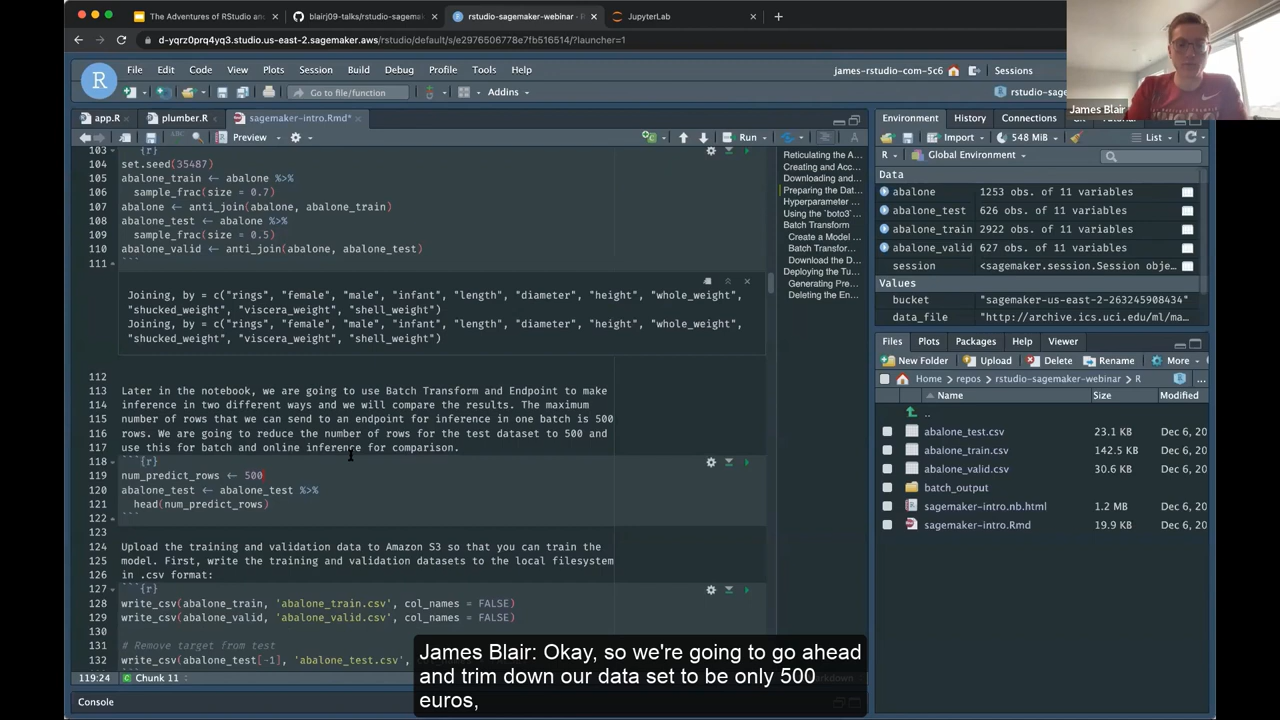 The Adventures of RStudio an
blairj09-talks/rstudio-sagemak
rstudio-sagemaker-webinar - R
JupyterLab
d-yqrz0prq4yq3.studio.us-east-2.sagemaker.aws/rstudio/default/s/e2976506778e7fb516514/?launcher=1
James Blair
R
File Edit Code View Plots Session Build Debug Profile Tools Help
james-rstudio-com-5c6 Sessions
Go to file/function
Addins
rstudio-sag
app.R
plumber.R
sagemaker-intro.Rmd*
ABC
Preview
Run
103 ```{r}
104 set.seed(35487)
105 abalone_train <- abalone %>%
106 sample_frac(size = 0.7)
107 abalone <- anti_join(abalone, abalone_train)
108 abalone_test <- abalone %>%
109 sample_frac(size = 0.5)
110 abalone_valid <- anti_join(abalone, abalone_test)
111 ```
Joining, by = c("rings", "female", "male", "infant", "length", "diameter", "height", "whole_weight",
"shucked_weight", "viscera_weight", "shell_weight")
Joining, by = c("rings", "female", "male", "infant", "length", "diameter", "height", "whole_weight",
"shucked_weight", "viscera_weight", "shell_weight")
112
113 Later in the notebook, we are going to use Batch Transform and Endpoint to make
114 inference in two different ways and we will compare the results. The maximum
115 number of rows that we can send to an endpoint for inference in one batch is 500
116 rows. We are going to reduce the number of rows for the test dataset to 500 and
117 use this for batch and online inference for comparison.
118 ```{r}
119 num_predict_rows <- 500
120 abalone_test <- abalone_test %>%
121 head(num_predict_rows)
122 ```
123
124 Upload the training and validation data to Amazon S3 so that you can train the
125 model. First, write the training and validation datasets to the local filesystem
126 in .csv format:
127 ```{r}
128 write_csv(abalone_train, 'abalone_train.csv', col_names = FALSE)
129 write_csv(abalone_valid, 'abalone_valid.csv', col_names = FALSE)
130
131 # Remove target from test
132 write_csv(abalone_test[-1], 'abalone_test.csv',
119:24 Chunk 11
Console
Reticulating the A...
Creating and Acc...
Downloading and...
Preparing the Dat...
Hyperparameter ...
Using the `boto3`...
Batch Transform
Create a Model ...
Batch Transfor...
Download the D...
Deploying the Tu...
Generating Pre...
Deleting the En...
Environment History Connections
Import 548 MiB List
R Global Environment
Data
abalone 1253 obs. of 11 variables
abalone_test 626 obs. of 11 variables
abalone_train 2922 obs. of 11 variables
abalone_valid 627 obs. of 11 variables
session <sagemaker.session.Session obje…
Values
bucket "sagemaker-us-east-2-263245908434"
data_file "http://archive.ics.uci.edu/ml/ma…
Files Plots Packages Help Viewer
New Folder Upload Delete Rename More
Home repos rstudio-sagemaker-webinar R ...
Name Size Modified
..
abalone_test.csv 23.1 KB Dec 6, 20
abalone_train.csv 142.5 KB Dec 6, 20
abalone_valid.csv 30.6 KB Dec 6, 20
batch_output
sagemaker-intro.nb.html 1.2 MB Dec 6, 20
sagemaker-intro.Rmd 19.9 KB Dec 6, 20
James Blair: Okay, so we're going to go ahead
and trim down our data set to be only 500
euros,